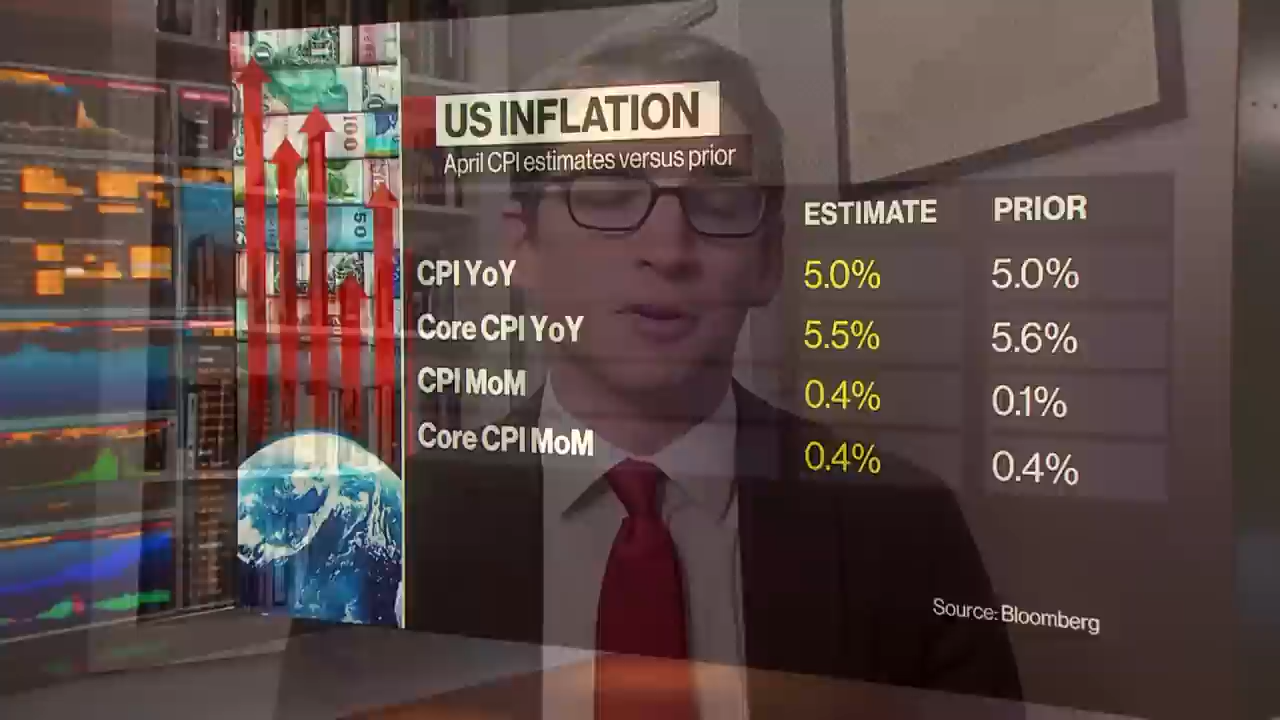 US INFLATION
April CPI estimates versus prior
ESTIMATE PRIOR
CPI YoY 5.0% 5.0%
Core CPI YoY 5.5% 5.6%
CPI MoM 0.4% 0.1%
Core CPI MoM 0.4% 0.4%
Source: Bloomberg